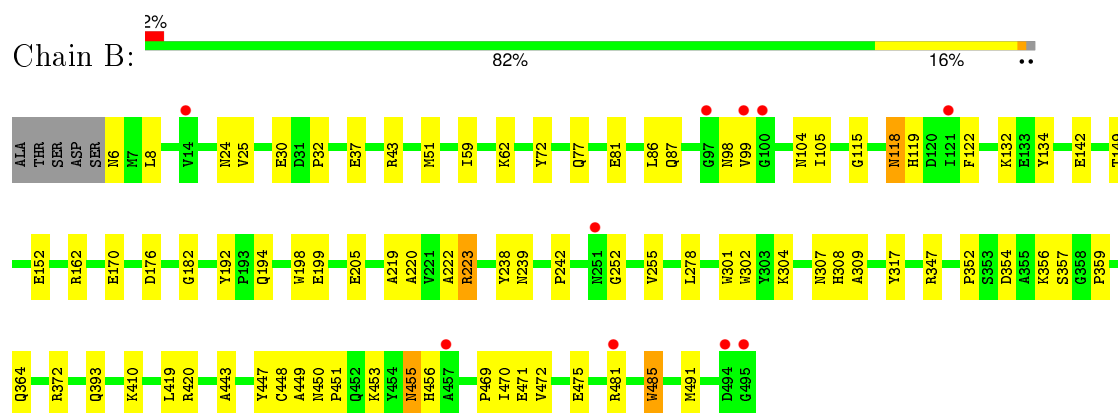 2%
Chain B:
82% 16% ••
ALA THR SER ASP SER N6 M7 L8 V14 N24 V25 E30 D31 P32 E37 R43 M51 I59 K62 Y72 Q77 E81 L86 Q87 G97 N98 V99 G100 N104 I105 G115 N118 H119 D120 I121 F122 K132 E133 Y134 E142 T149
E152 R162 E170 D176 G182 Y192 P193 Q194 W198 E199 E205 A219 A220 V221 A222 R223 Y238 N239 P242 N251 G252 V255 L278 W301 W302 Y303 K304 N307 H308 A309 Y317 R347 P352 S353 D354 A355 K356 S357 G358 P359
Q364 R372 Q393 K410 L419 R420 A443 Y447 C448 A449 N450 P451 Q452 K453 Y454 N455 H456 A457 P469 I470 E471 V472 E475 R481 W485 M491 D494 G495